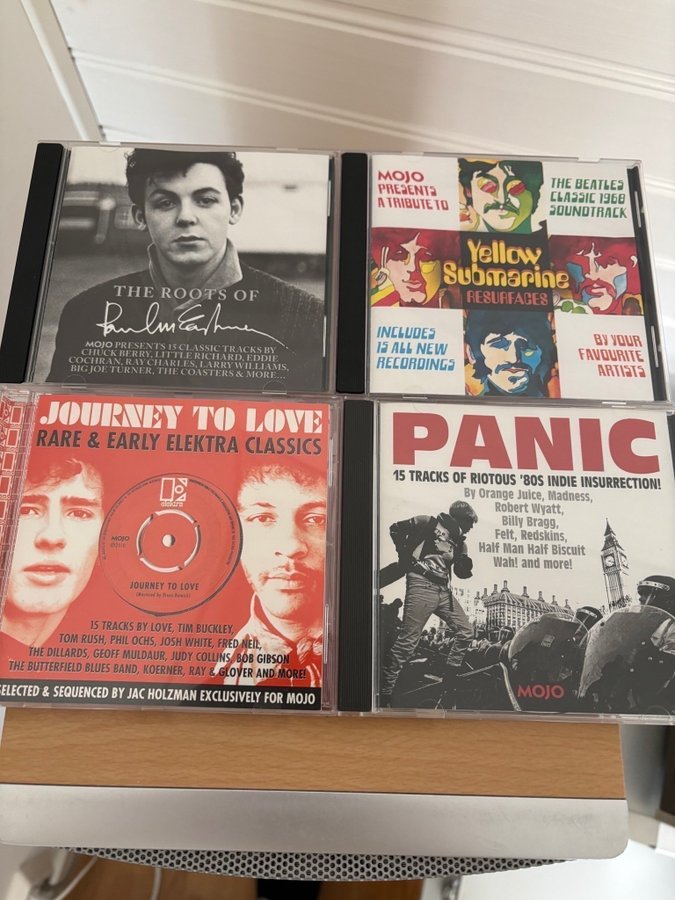 THE ROOTS OF
Paul McCartney
MOJO PRESENTS 15 CLASSIC TRACKS BY
CHUCK BERRY, LITTLE RICHARD, EDDIE
COCHRAN, RAY CHARLES, LARRY WILLIAMS,
BIG JOE TURNER, THE COASTERS & MORE...
MOJO
PRESENTS
A TRIBUTE TO
THE BEATLES
CLASSIC 1968
SOUNDTRACK
Yellow
Submarine
RESURFACES
INCLUDES
15 ALL NEW
RECORDINGS
BY YOUR
FAVOURITE
ARTISTS
JOURNEY TO LOVE
RARE & EARLY ELEKTRA CLASSICS
elektra
MOJO
JOURNEY TO LOVE
15 TRACKS BY LOVE, TIM BUCKLEY,
TOM RUSH, PHIL OCHS, JOSH WHITE, FRED NEIL,
THE DILLARDS, GEOFF MULDAUR, JUDY COLLINS, BOB GIBSON
THE BUTTERFIELD BLUES BAND, KOERNER, RAY & GLOVER AND MORE!
SELECTED & SEQUENCED BY JAC HOLZMAN EXCLUSIVELY FOR MOJO
PANIC
15 TRACKS OF RIOTOUS '80S INDIE INSURRECTION!
By Orange Juice, Madness,
Robert Wyatt,
Billy Bragg,
Felt, Redskins,
Half Man Half Biscuit
Wah! and more!
MOJO